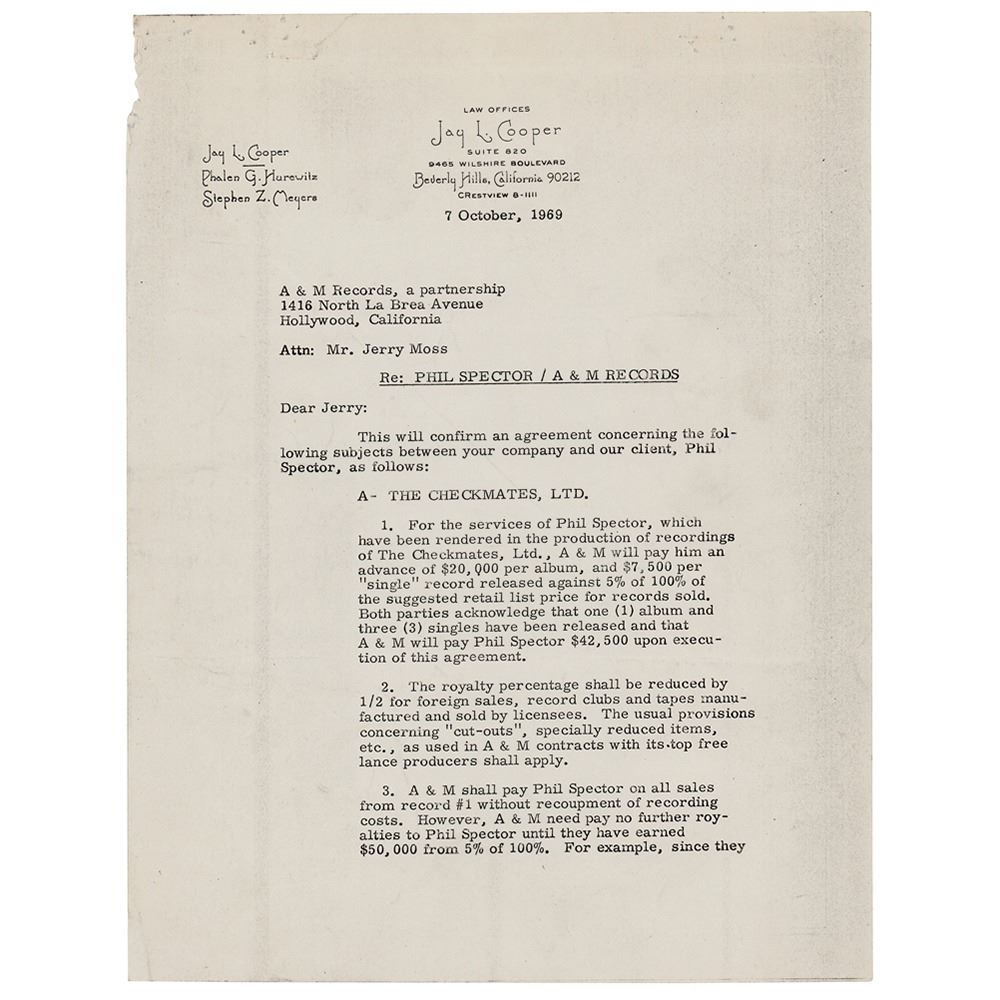 LAW OFFICES
Jay L. Cooper
SUITE 820
9465 WILSHIRE BOULEVARD
Beverly Hills, California 90212
CRESTVIEW 8-1111
Jay L. Cooper
Phalen G. Hurewitz
Stephen Z. Meyers
7 October, 1969
A & M Records, a partnership
1416 North La Brea Avenue
Hollywood, California
Attn: Mr. Jerry Moss
Re: PHIL SPECTOR / A & M RECORDS
Dear Jerry:
This will confirm an agreement concerning the fol-
lowing subjects between your company and our client, Phil
Spector, as follows:
A- THE CHECKMATES, LTD.
1. For the services of Phil Spector, which
have been rendered in the production of recordings
of The Checkmates, Ltd., A & M will pay him an
advance of $20,000 per album, and $7,500 per
"single" record released against 5% of 100% of
the suggested retail list price for records sold.
Both parties acknowledge that one (1) album and
three (3) singles have been released and that
A & M will pay Phil Spector $42,500 upon execu-
tion of this agreement.
2. The royalty percentage shall be reduced by
1/2 for foreign sales, record clubs and tapes manu-
factured and sold by licensees. The usual provisions
concerning "cut-outs", specially reduced items,
etc., as used in A & M contracts with its top free
lance producers shall apply.
3. A & M shall pay Phil Spector on all sales
from record #1 without recoupment of recording
costs. However, A & M need pay no further roy-
alties to Phil Spector until they have earned
$50,000 from 5% of 100%. For example, since they